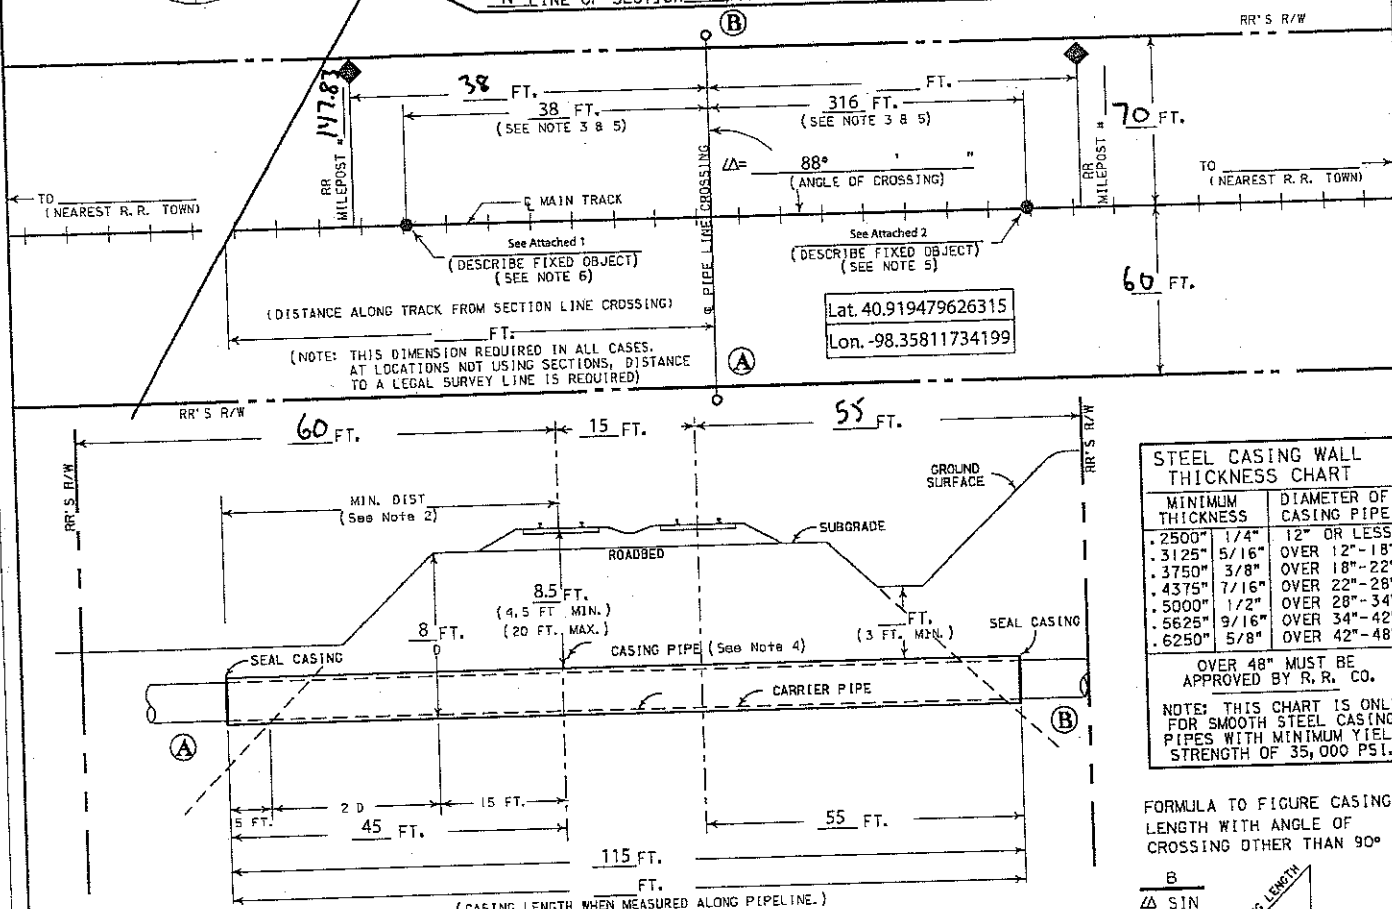 "N" LINE OF SECTION
B
RR'S R/W
147.83
RR MILEPOST #
38 FT.
FT.
38 FT.
(SEE NOTE 3 & 5)
316 FT.
(SEE NOTE 3 & 5)
70 FT.
RR MILEPOST #
∠Δ= 88° ' "
(ANGLE OF CROSSING)
TO
(NEAREST R.R. TOWN)
TO
(NEAREST R.R. TOWN)
℄ MAIN TRACK
℄ PIPE LINE CROSSING
See Attached 1
(DESCRIBE FIXED OBJECT)
(SEE NOTE 6)
See Attached 2
(DESCRIBE FIXED OBJECT)
(SEE NOTE 5)
60 FT.
(DISTANCE ALONG TRACK FROM SECTION LINE CROSSING)
FT.
Lat. 40.919479626315
Lon. -98.35811734199
(NOTE: THIS DIMENSION REQUIRED IN ALL CASES.
AT LOCATIONS NOT USING SECTIONS, DISTANCE
TO A LEGAL SURVEY LINE IS REQUIRED)
A
RR'S R/W
60 FT.
15 FT.
55 FT.
RR'S R/W
RR'S R/W
MIN. DIST
(See Note 2)
GROUND
SURFACE
SUBGRADE
ROADBED
8.5 FT.
(4.5 FT MIN.)
(20 FT. MAX.)
8 FT.
D
FT.
(3 FT. MIN.)
SEAL CASING
SEAL CASING
CASING PIPE (See Note 4)
CARRIER PIPE
A
B
5 FT.
2 D
15 FT.
45 FT.
55 FT.
115 FT.
FT.
(CASING LENGTH WHEN MEASURED ALONG PIPELINE.)
STEEL CASING WALL
THICKNESS CHART
MINIMUM THICKNESS DIAMETER OF CASING PIPE
.2500" 1/4" 12" OR LESS
.3125" 5/16" OVER 12"-18"
.3750" 3/8" OVER 18"-22"
.4375" 7/16" OVER 22"-28"
.5000" 1/2" OVER 28"-34"
.5625" 9/16" OVER 34"-42"
.6250" 5/8" OVER 42"-48"
OVER 48" MUST BE
APPROVED BY R.R. CO.
NOTE: THIS CHART IS ONL
FOR SMOOTH STEEL CASING
PIPES WITH MINIMUM YIEL
STRENGTH OF 35,000 PSI.
FORMULA TO FIGURE CASING
LENGTH WITH ANGLE OF
CROSSING OTHER THAN 90°
B
∠Δ SIN
LENGTH